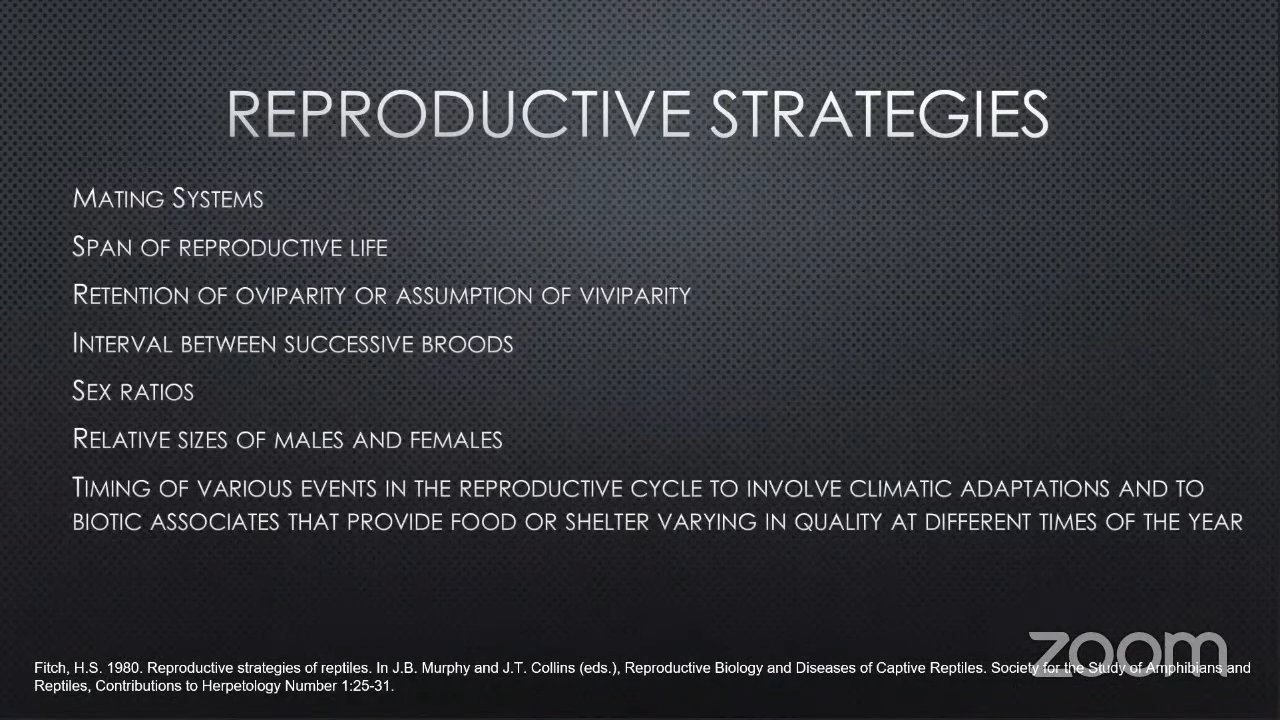 REPRODUCTIVE STRATEGIES
MATING SYSTEMS
SPAN OF REPRODUCTIVE LIFE
RETENTION OF OVIPARITY OR ASSUMPTION OF VIVIPARITY
INTERVAL BETWEEN SUCCESSIVE BROODS
SEX RATIOS
RELATIVE SIZES OF MALES AND FEMALES
TIMING OF VARIOUS EVENTS IN THE REPRODUCTIVE CYCLE TO INVOLVE CLIMATIC ADAPTATIONS AND TO
BIOTIC ASSOCIATES THAT PROVIDE FOOD OR SHELTER VARYING IN QUALITY AT DIFFERENT TIMES OF THE YEAR
zoom
Fitch, H.S. 1980. Reproductive strategies of reptiles. In J.B. Murphy and J.T. Collins (eds.), Reproductive Biology and Diseases of Captive Reptiles. Society for the Study of Amphibians and
Reptiles, Contributions to Herpetology Number 1:25-31.